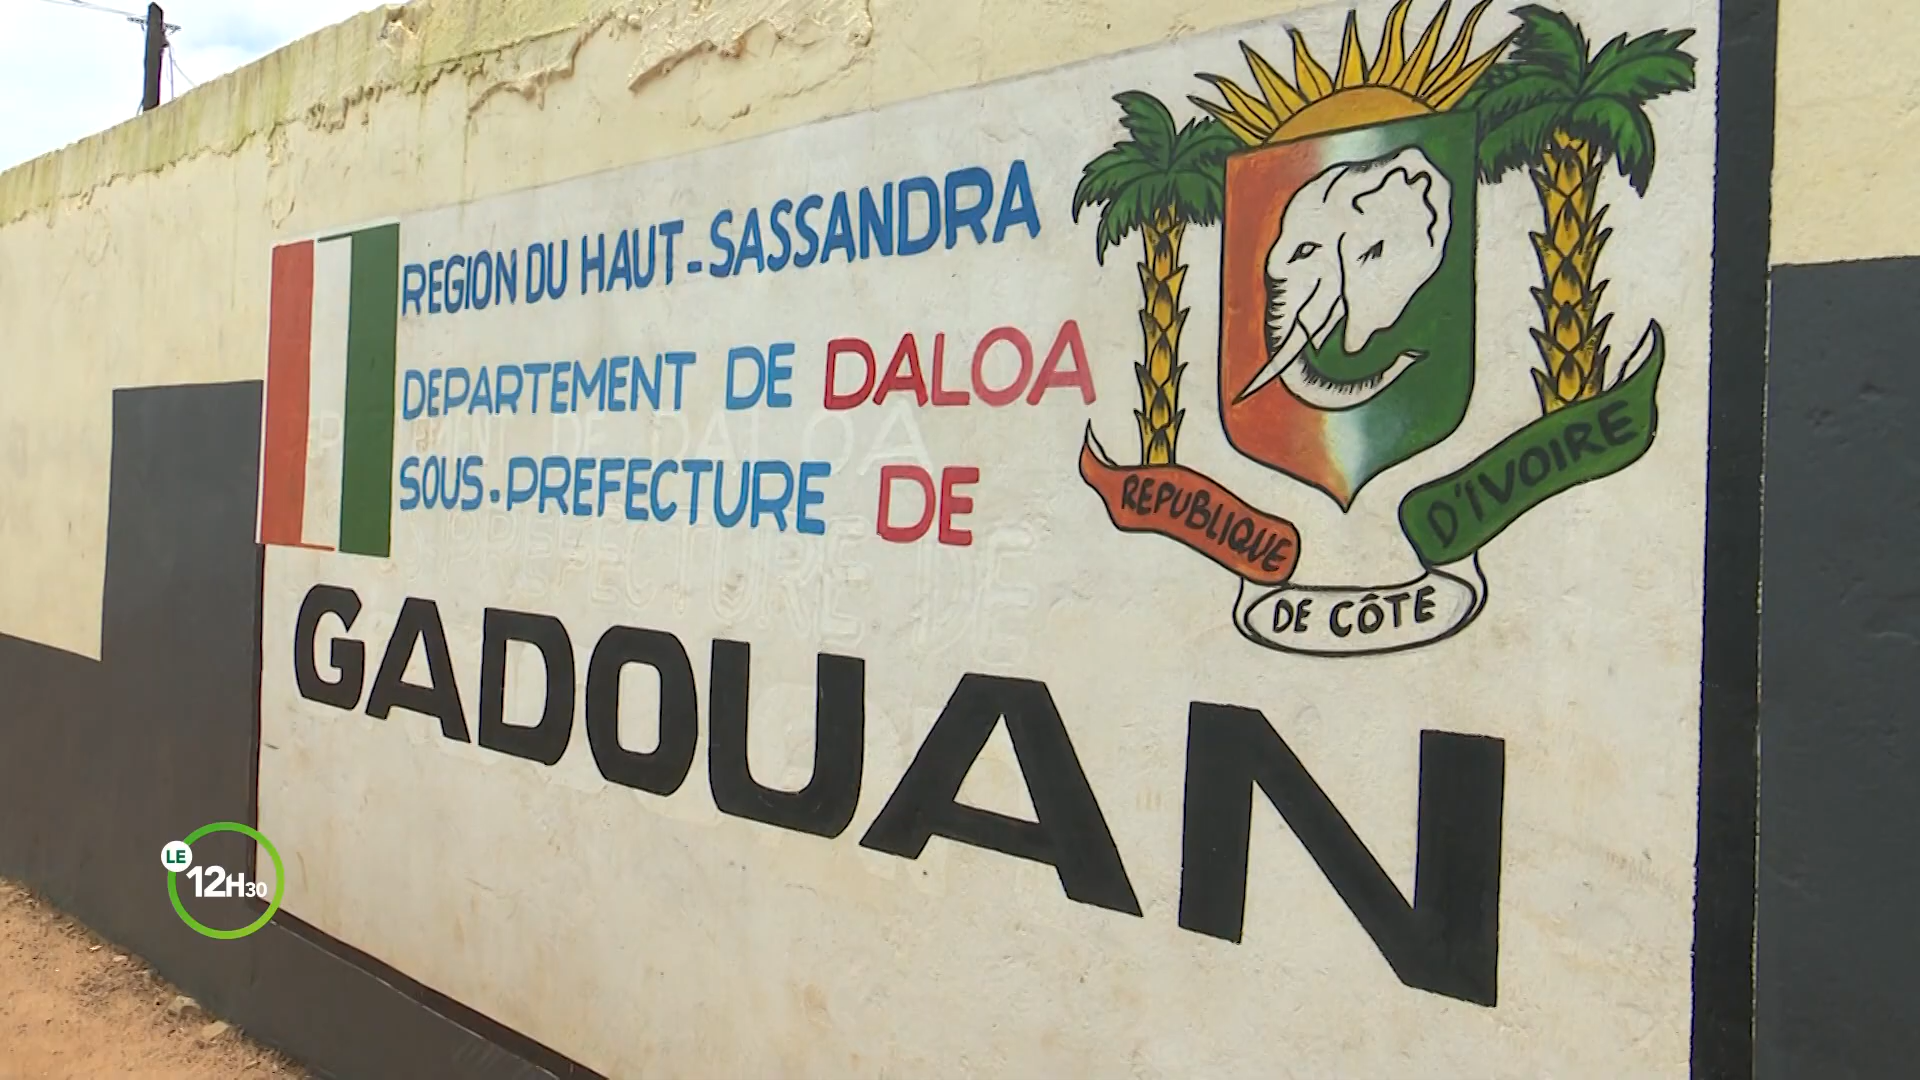 REGION DU HAUT-SASSANDRA
DEPARTEMENT DE DALOA
SOUS-PREFECTURE DE
GADOUAN
REPUBLIQUE
DE CÔTE
D'IVOIRE
LE
12H30